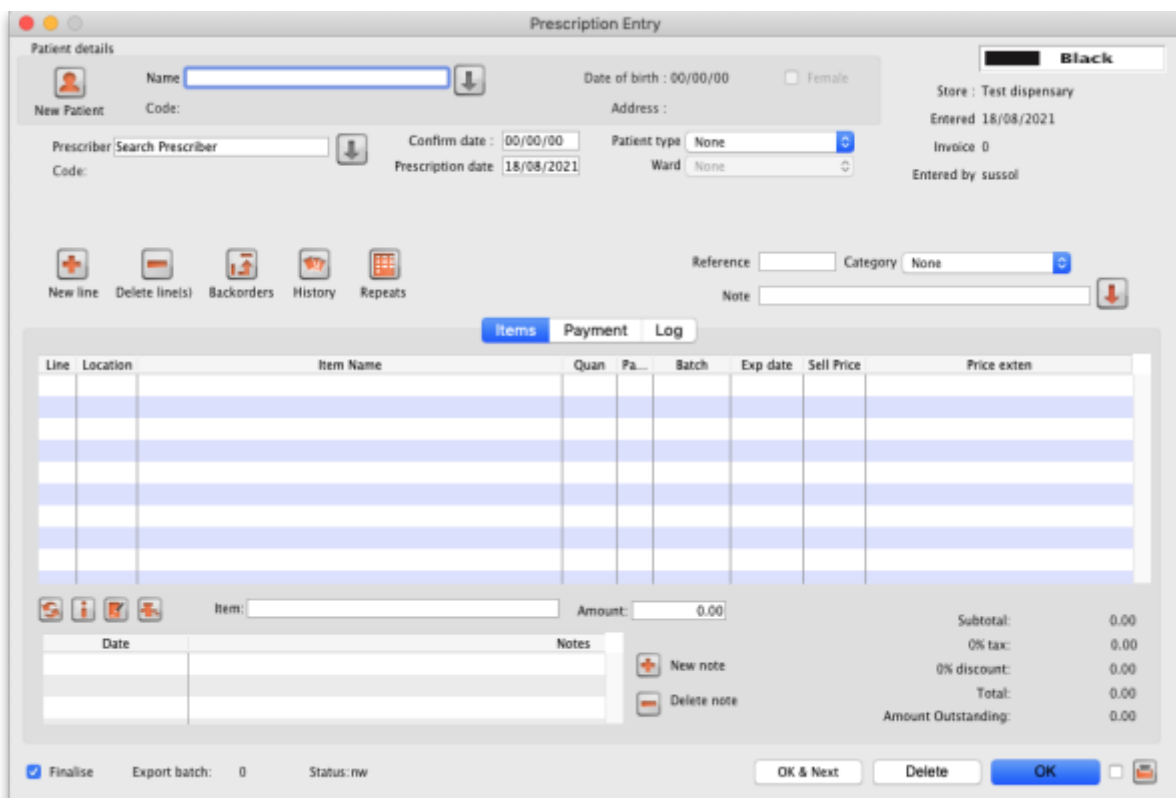 Prescription Entry
Patient details
Black
Name
Date of birth : 00/00/00
Female
Store : Test dispensary
New Patient
Code:
Address :
Entered 18/08/2021
Prescriber Search Prescriber
Confirm date : 00/00/00
Patient type None
Invoice 0
Code:
Prescription date 18/08/2021
Ward None
Entered by sussol
New line Delete line(s) Backorders History Repeats
Reference
Category None
Note
Items Payment Log
Line Location Item Name Quan Pa... Batch Exp date Sell Price Price exten
Item:
Amount: 0.00
Subtotal: 0.00
Date Notes
0% tax: 0.00
New note
0% discount: 0.00
Delete note
Total: 0.00
Amount Outstanding: 0.00
Finalise Export batch: 0 Status: nw
OK & Next Delete OK